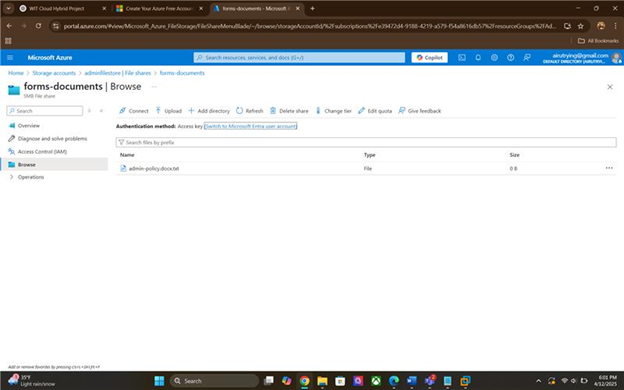 WIT Cloud Hybrid Project
Create Your Azure Free Account
forms-documents - Microsoft
portal.azure.com/#view/Microsoft_Azure_FileStorage/FileShareMenuBlade/~/browse/storageAccountId/%2Fsubscriptions%2Fe39472d4-9188-4219-a579-f54a8616db57%2FresourceGroups%2FAd...
All Bookmarks
Microsoft Azure
Search resources, services, and docs (G+/)
Copilot
airutrying@gmail.com
DEFAULT DIRECTORY (AIRUTRYIN...
Home > Storage accounts > adminfilestore | File shares > forms-documents
forms-documents | Browse ...
SMB File share
Search
Connect Upload Add directory Refresh Delete share Change tier Edit quota Give feedback
Overview
Diagnose and solve problems
Access Control (IAM)
Browse
Operations
Authentication method: Access key (Switch to Microsoft Entra user account)
Search files by prefix
Name Type Size
admin-policy.docx.txt File 0 B ...
Add or remove favorites by pressing Ctrl+Shift+F
35°F
Light rain/snow
Search
6:01 PM
4/12/2025